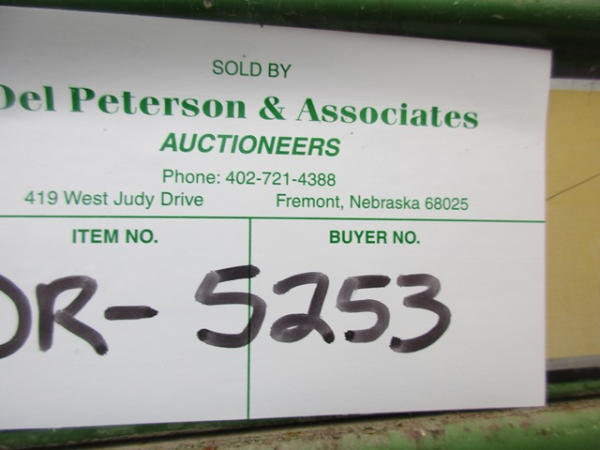 SOLD BY
Del Peterson & Associates
AUCTIONEERS
Phone: 402-721-4388
419 West Judy Drive Fremont, Nebraska 68025
ITEM NO. BUYER NO.
OR- 5253